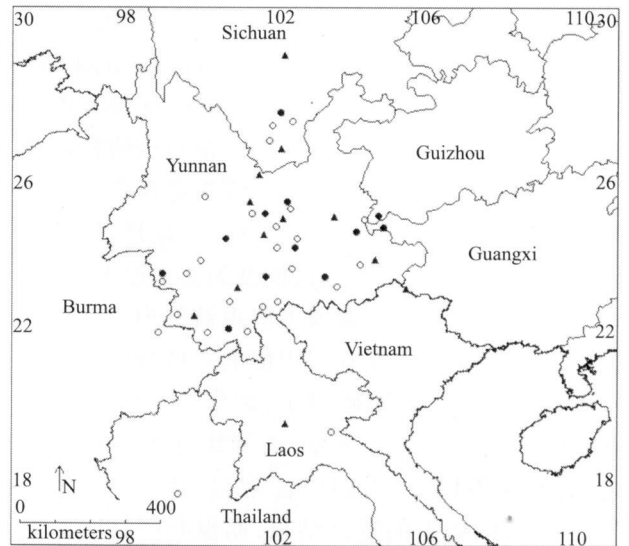 30 98 102 106 110 30
Sichuan
Guizhou
Yunnan
26 26
Guangxi
Burma
22 22
Vietnam
Laos
18 18
N
0 400
Thailand
kilometers 98 102 106 110